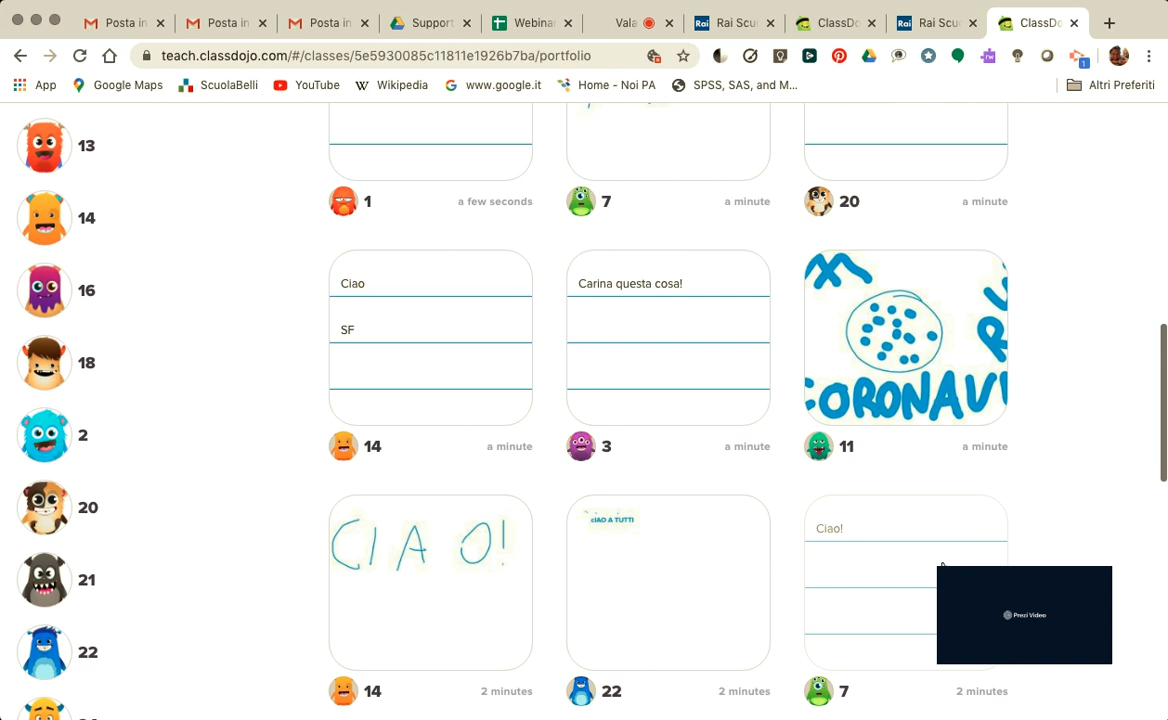 Posta in
Posta in
Posta in
Support
Webinar
Vala
Rai Scu
ClassDo
Rai Scu
ClassDo
teach.classdojo.com/#/classes/5e5930085c11811e1926b7ba/portfolio
1
App
Google Maps
ScuolaBelli
YouTube
Wikipedia
www.google.it
Home - Noi PA
SPSS, SAS, and M...
Altri Preferiti
13
14
16
18
2
20
21
22
1 a few seconds
7 a minute
20 a minute
Ciao
SF
14 a minute
Carina questa cosa!
3 a minute
CORONAV
11 a minute
CIAO!
14 2 minutes
cIAO A TUTTI
22 2 minutes
Ciao!
7 2 minutes
Prezi Video